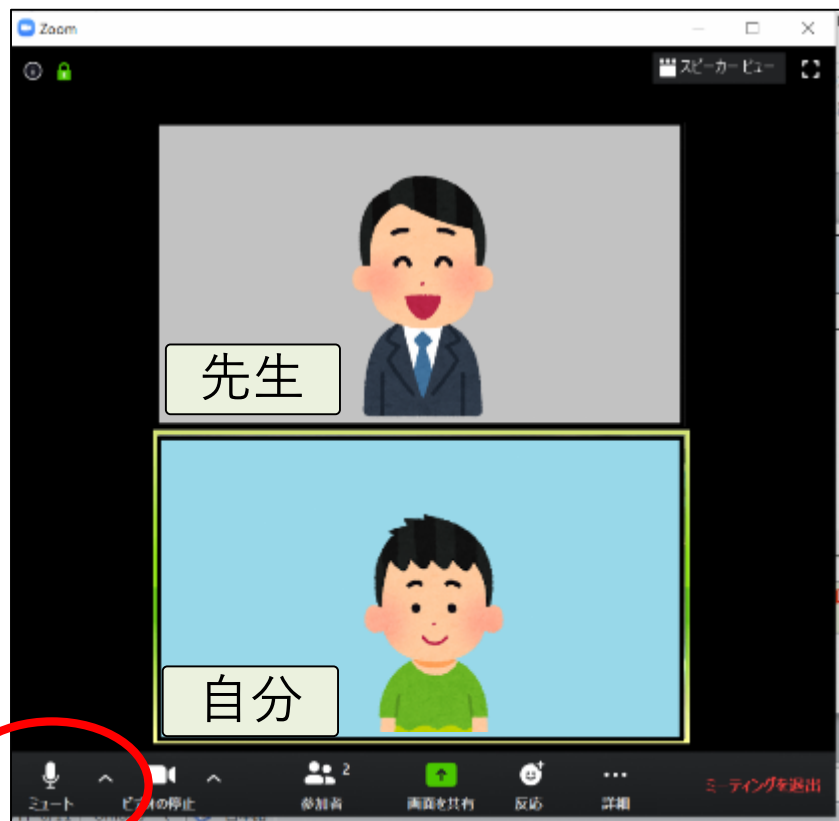 Zoom
スピーカー ビュー
先生
自分
2
ミュート
ビデオの停止
参加者
画面を共有
反応
詳細
ミーティングを退出